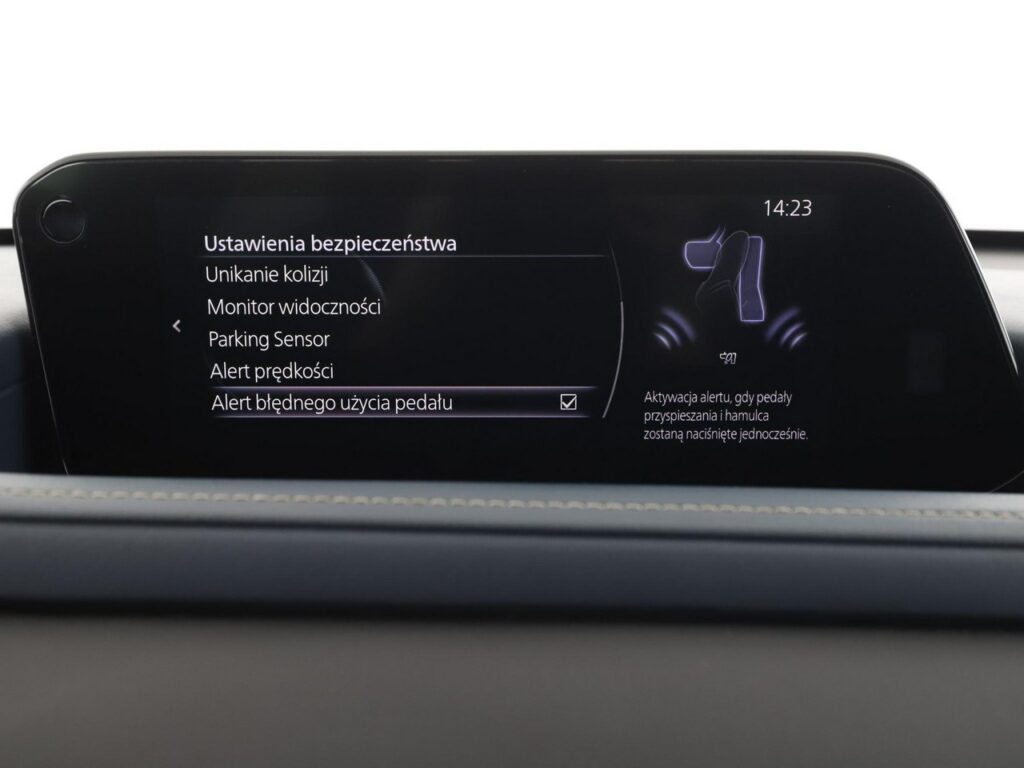 14:23
Ustawienia bezpieczeństwa
Unikanie kolizji
Monitor widoczności
Parking Sensor
Alert prędkości
Alert błędnego użycia pedału
Aktywacja alertu, gdy pedały
przyspieszania i hamulca
zostaną naciśnięte jednocześnie.